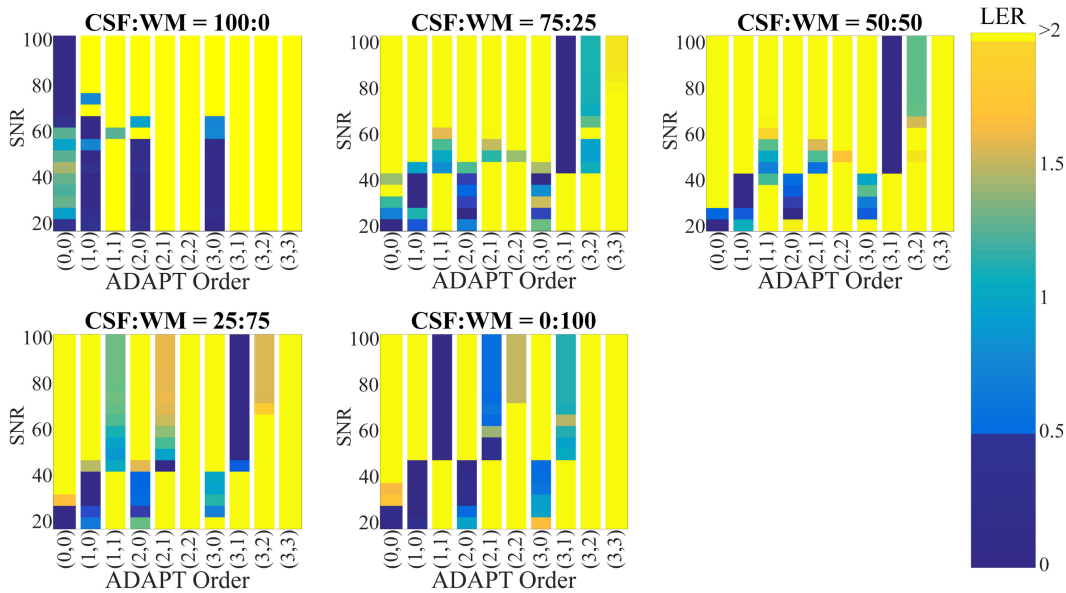 CSF:WM = 100:0
100
80
60
40
20
SNR
(0,0) (1,0) (1,1) (2,0) (2,1) (2,2) (3,0) (3,1) (3,2) (3,3)
ADAPT Order
CSF:WM = 75:25
100
80
60
40
20
SNR
(0,0) (1,0) (1,1) (2,0) (2,1) (2,2) (3,0) (3,1) (3,2) (3,3)
ADAPT Order
CSF:WM = 50:50
100
80
60
40
20
SNR
(0,0) (1,0) (1,1) (2,0) (2,1) (2,2) (3,0) (3,1) (3,2) (3,3)
ADAPT Order
LER
>2
1.5
1
0.5
0
CSF:WM = 25:75
100
80
60
40
20
SNR
(0,0) (1,0) (1,1) (2,0) (2,1) (2,2) (3,0) (3,1) (3,2) (3,3)
ADAPT Order
CSF:WM = 0:100
100
80
60
40
20
SNR
(0,0) (1,0) (1,1) (2,0) (2,1) (2,2) (3,0) (3,1) (3,2) (3,3)
ADAPT Order